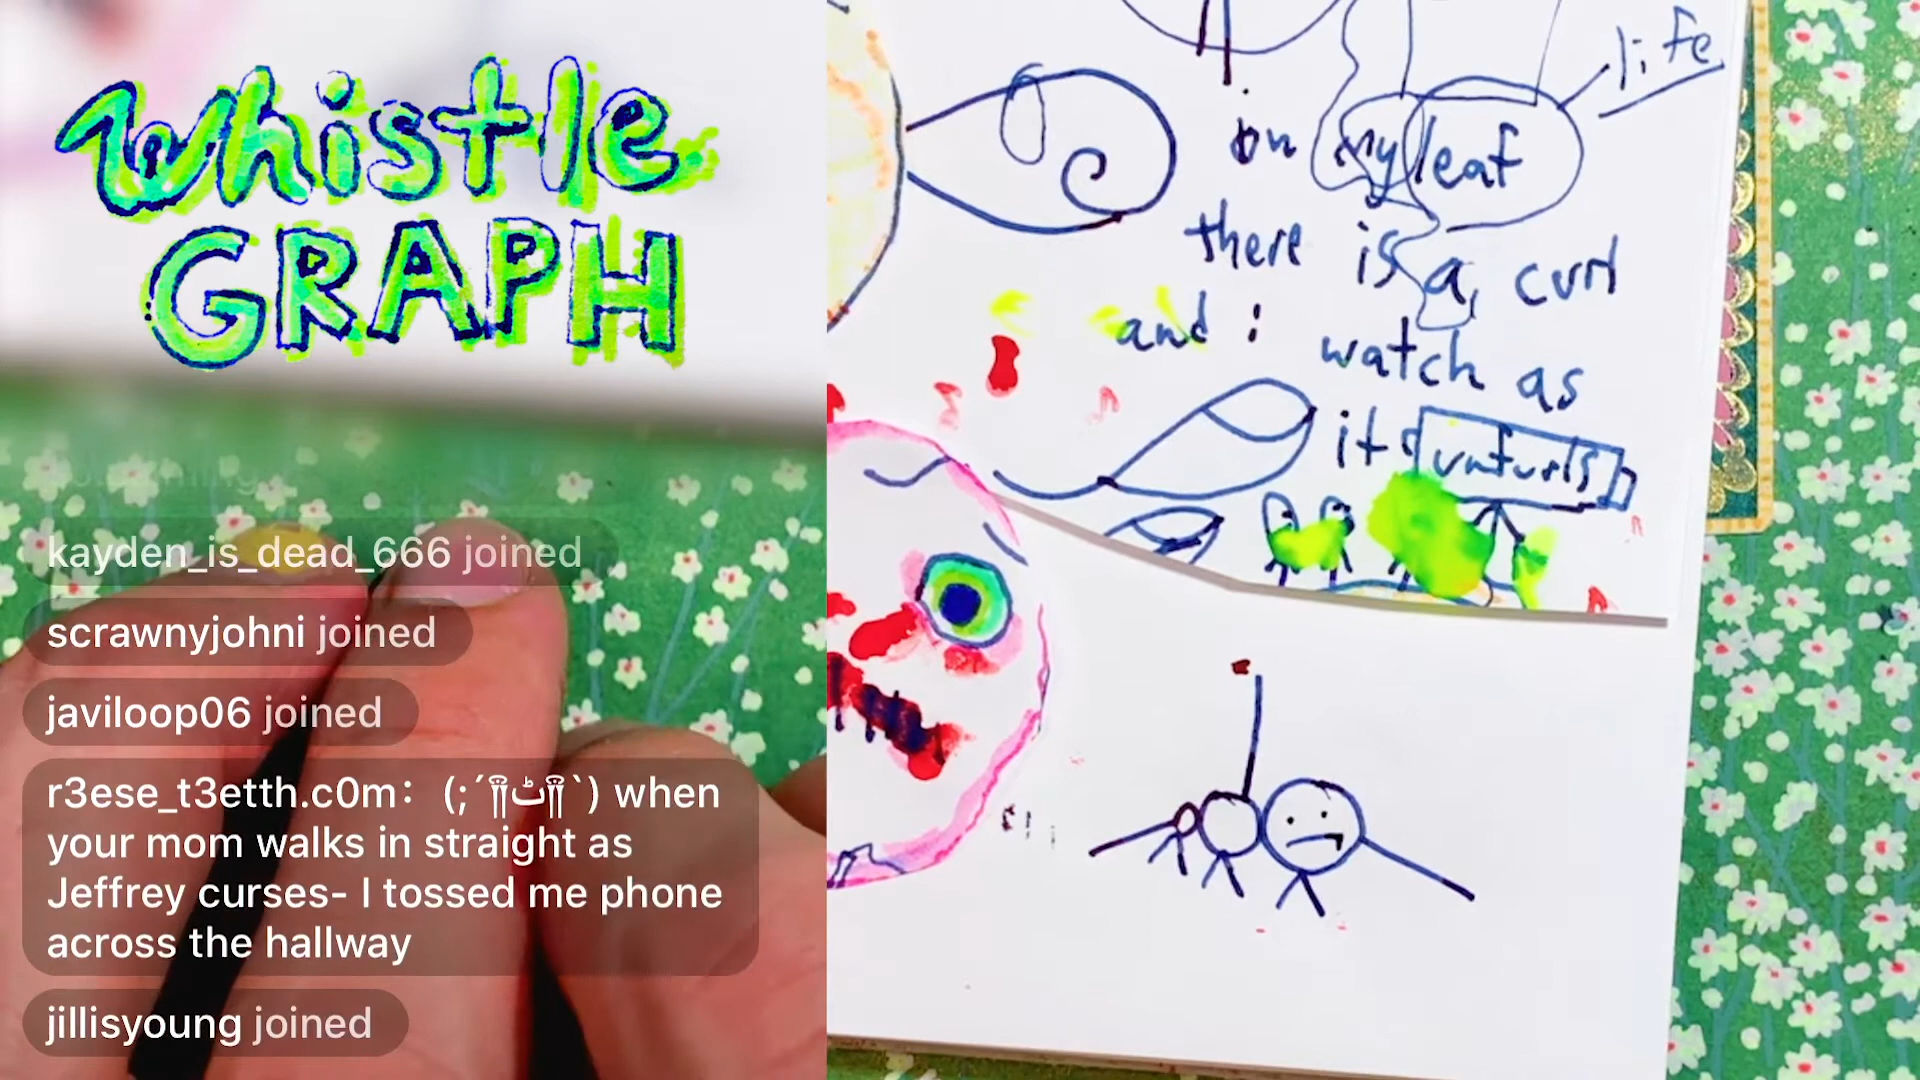 Whistle
GRAPH
kayden_is_dead_666 joined
scrawnyjohni joined
javiloop06 joined
r3ese_t3etth.c0m: (;´༎ຶٹ༎ຶ`) when
your mom walks in straight as
Jeffrey curses- I tossed me phone
across the hallway
jillisyoung joined
life
on my leaf
there is a curl
and : watch as
it unfurls